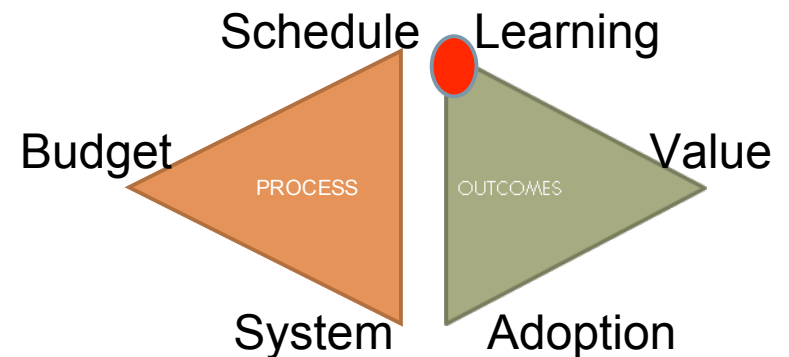 Schedule
Learning
Budget
Value
PROCESS
OUTCOMES
System
Adoption